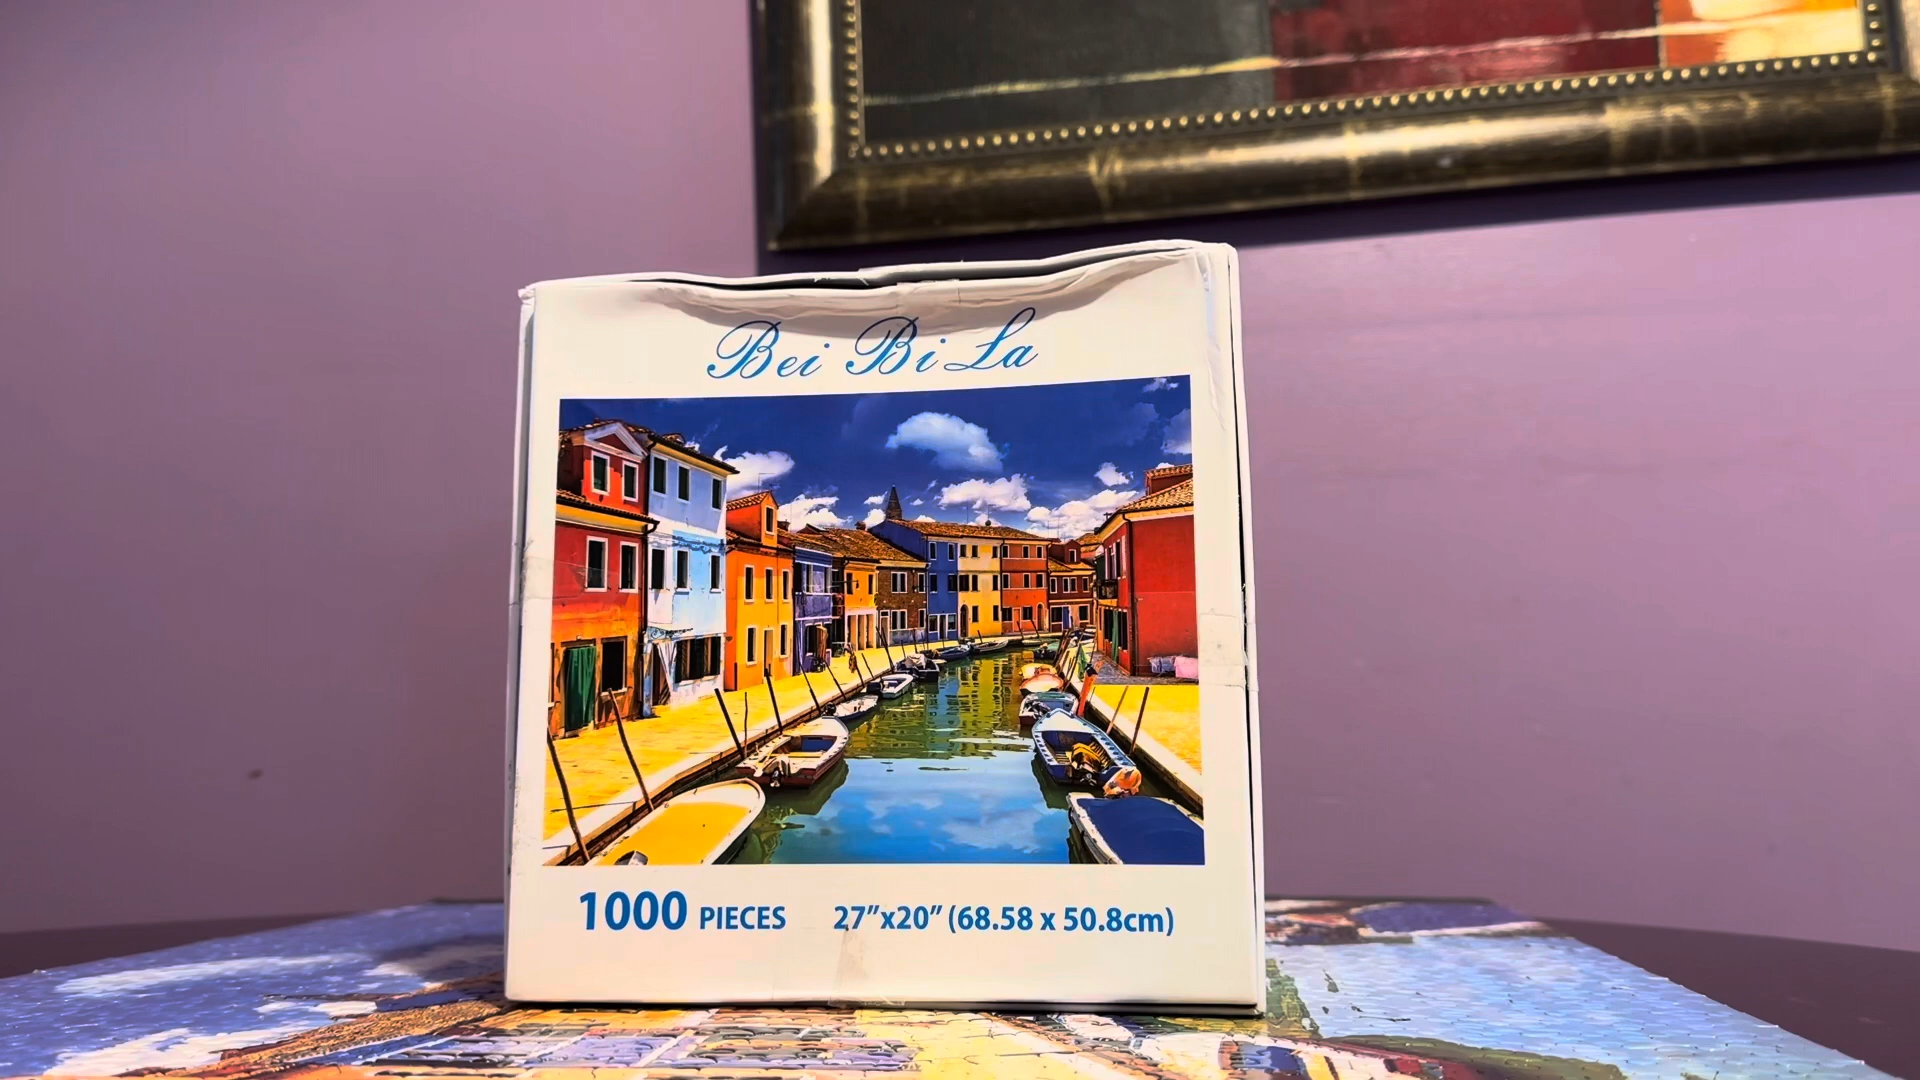 Bei Bi La
1000 PIECES 27”x20” (68.58 x 50.8cm)